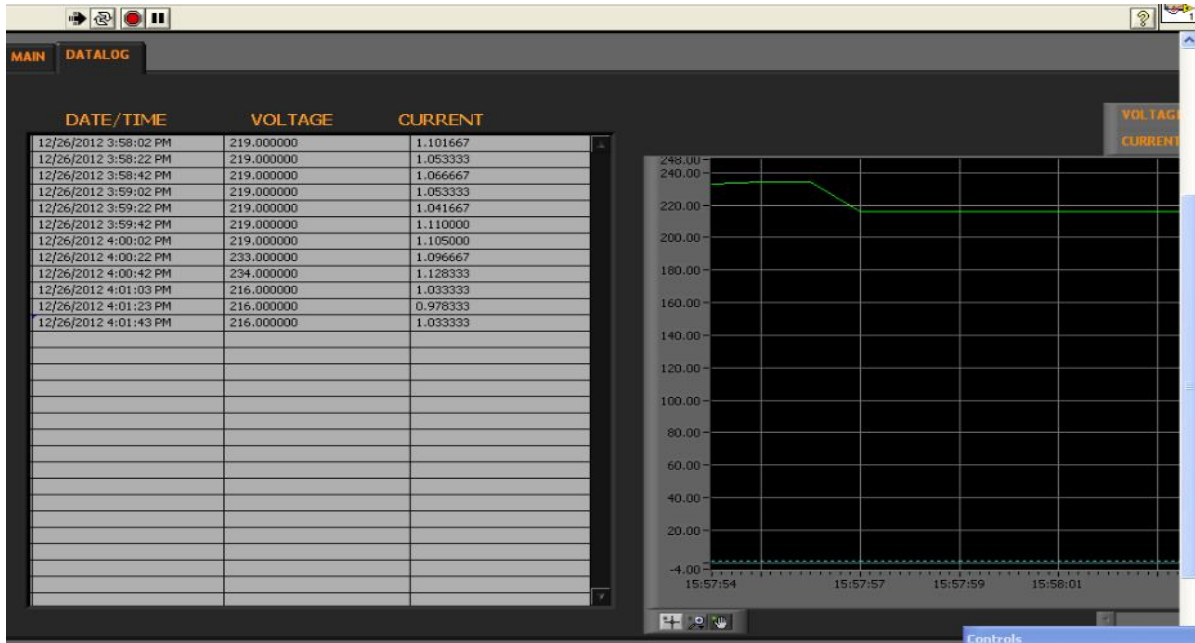 ?
1
MAIN DATALOG
DATE/TIME VOLTAGE CURRENT
12/26/2012 3:58:02 PM 219.000000 1.101667
12/26/2012 3:58:22 PM 219.000000 1.053333
12/26/2012 3:58:42 PM 219.000000 1.066667
12/26/2012 3:59:02 PM 219.000000 1.053333
12/26/2012 3:59:22 PM 219.000000 1.041667
12/26/2012 3:59:42 PM 219.000000 1.110000
12/26/2012 4:00:02 PM 219.000000 1.105000
12/26/2012 4:00:22 PM 233.000000 1.096667
12/26/2012 4:00:42 PM 234.000000 1.128333
12/26/2012 4:01:03 PM 216.000000 1.033333
12/26/2012 4:01:23 PM 216.000000 0.978333
12/26/2012 4:01:43 PM 216.000000 1.033333
VOLTAG
CURRENT
248.00
240.00
220.00
200.00
180.00
160.00
140.00
120.00
100.00
80.00
60.00
40.00
20.00
-4.00
15:57:54 15:57:57 15:57:59 15:58:01
Controls